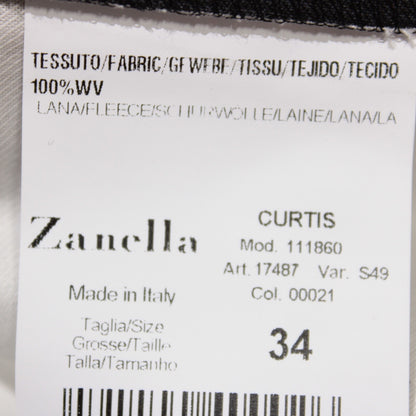 TESSUTO/FABRIC/GEWEBE/TISSU/TEJIDO/TECIDO
100%WV
LANA/FLEECE/SCHURWOLLE/LAINE/LANA/LA
Zanella
CURTIS
Mod. 111860
Art. 17487 Var. S49
Col. 00021
Made in Italy
Taglia/Size
Grosse/Taille
Talla/Tamanho
34